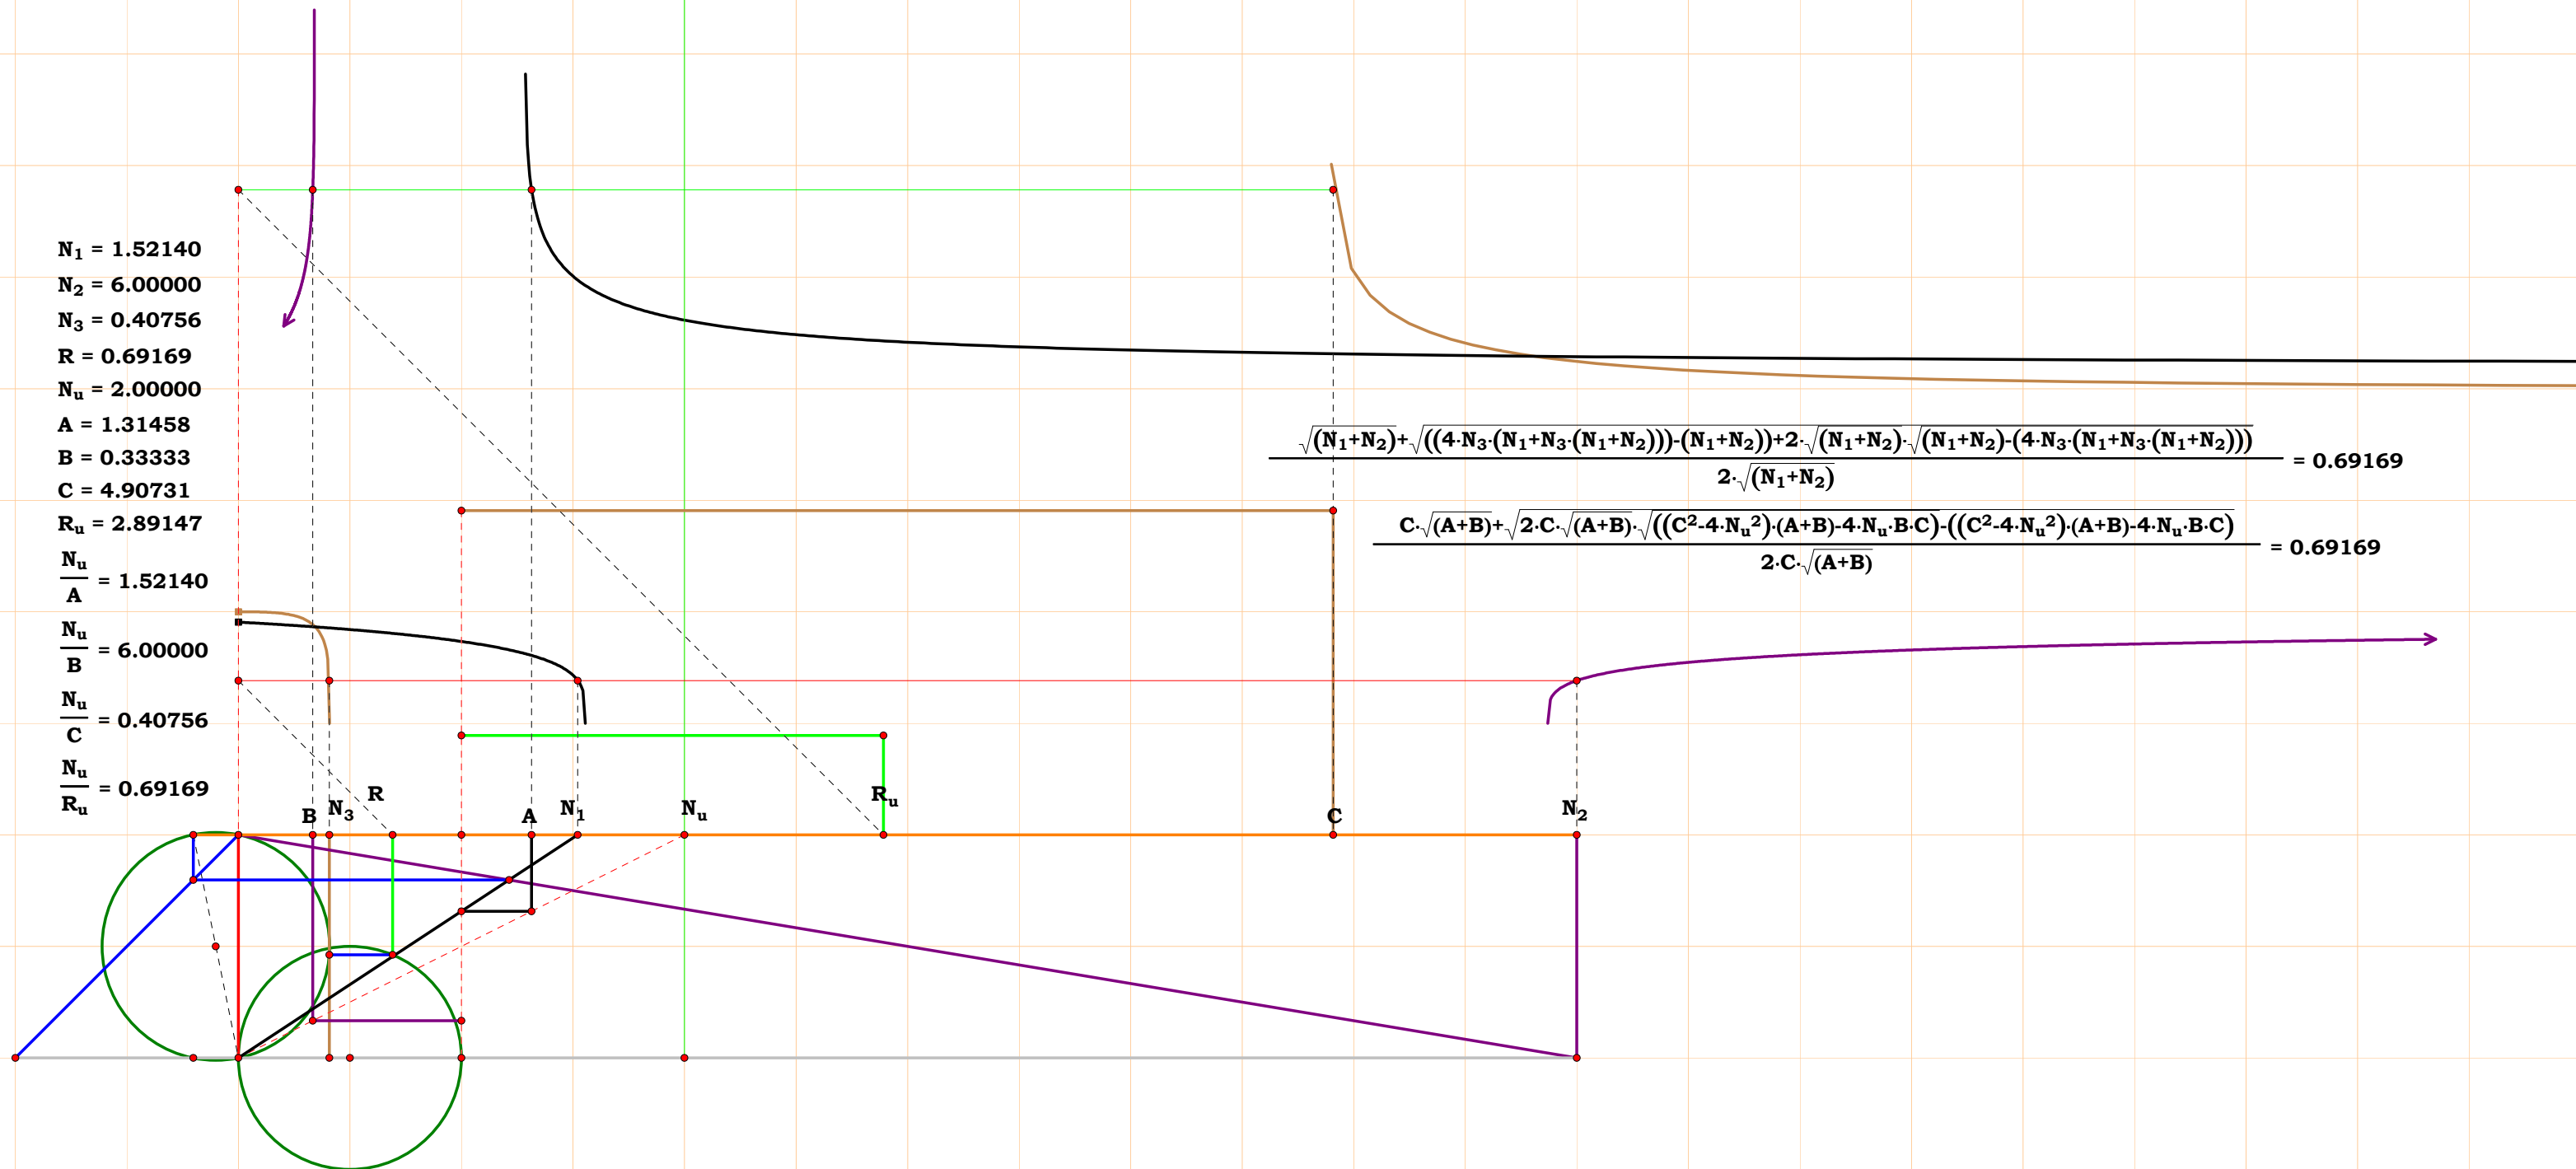 N₁ = 1.52140
N₂ = 6.00000
N₃ = 0.40756
R = 0.69169
Nᵤ = 2.00000
A = 1.31458
B = 0.33333
C = 4.90731
Rᵤ = 2.89147
Nᵤ/A = 1.52140
Nᵤ/B = 6.00000
Nᵤ/C = 0.40756
Nᵤ/Rᵤ = 0.69169
√(N₁+N₂)+√((4·N₃·(N₁+N₃·(N₁+N₂)))-(N₁+N₂))+2·√(N₁+N₂)·√(N₁+N₂)-(4·N₃·(N₁+N₃·(N₁+N₂)))
2·√(N₁+N₂)
= 0.69169
C·√(A+B)+√2·C·√(A+B)·√((C²-4·Nᵤ²)·(A+B)-4·Nᵤ·B·C)-((C²-4·Nᵤ²)·(A+B)-4·Nᵤ·B·C)
2·C·√(A+B)
= 0.69169
B N₃ R A N₁ Nᵤ Rᵤ C N₂